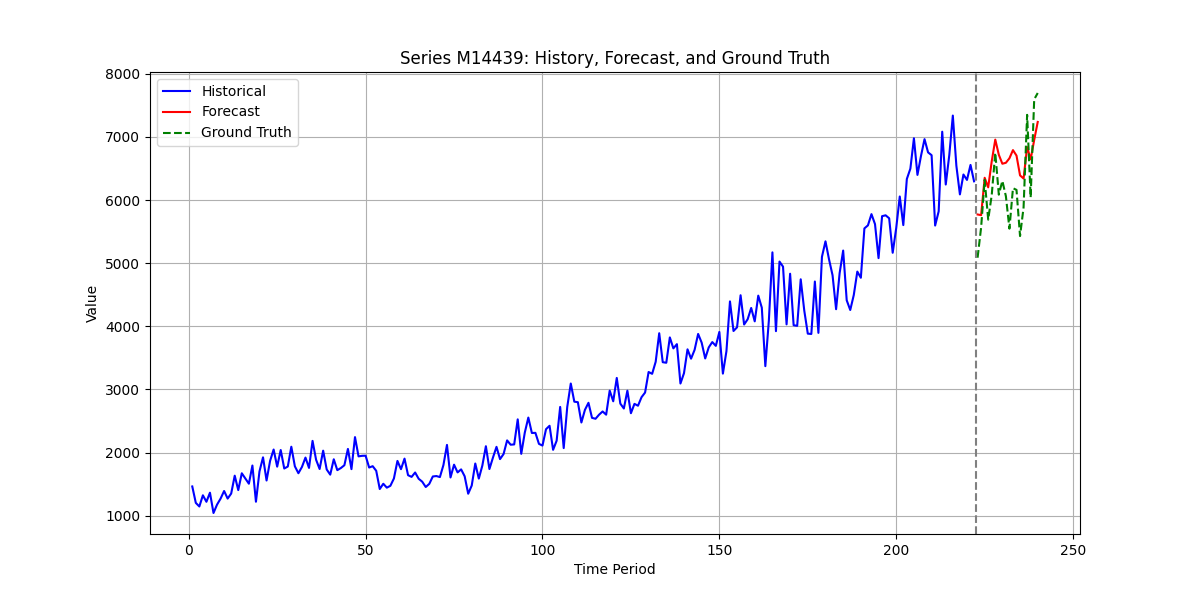 Series M14439: History, Forecast, and Ground Truth
Historical
Forecast
Ground Truth
8000
7000
6000
5000
4000
3000
2000
1000
Value
0 50 100 150 200 250
Time Period